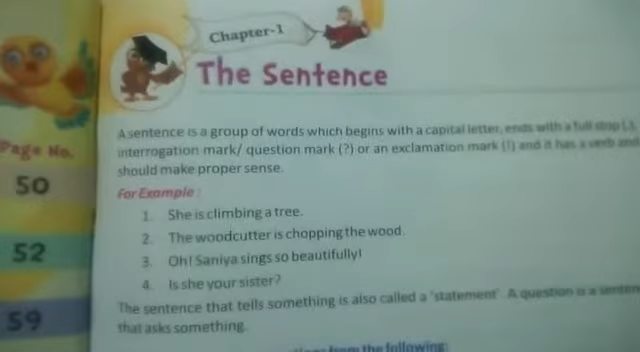 Chapter-1
The Sentence
A sentence is a group of words which begins with a capital letter, ends with a full stop (.),
interrogation mark/ question mark (?) or an exclamation mark (!) and it has a verb and
should make proper sense.
For Example :
1. She is climbing a tree.
2. The woodcutter is chopping the wood.
3. Oh! Saniya sings so beautifully!
4. Is she your sister?
The sentence that tells something is also called a 'statement'. A question is a
that asks something.
from the following:
Page No.
50
52
59